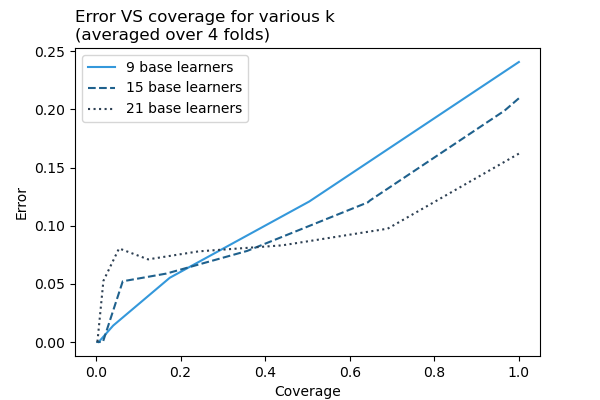 Error VS coverage for various k
(averaged over 4 folds)
0.25
9 base learners
15 base learners
21 base learners
0.20
0.15
0.10
0.05
0.00
Error
0.0 0.2 0.4 0.6 0.8 1.0
Coverage